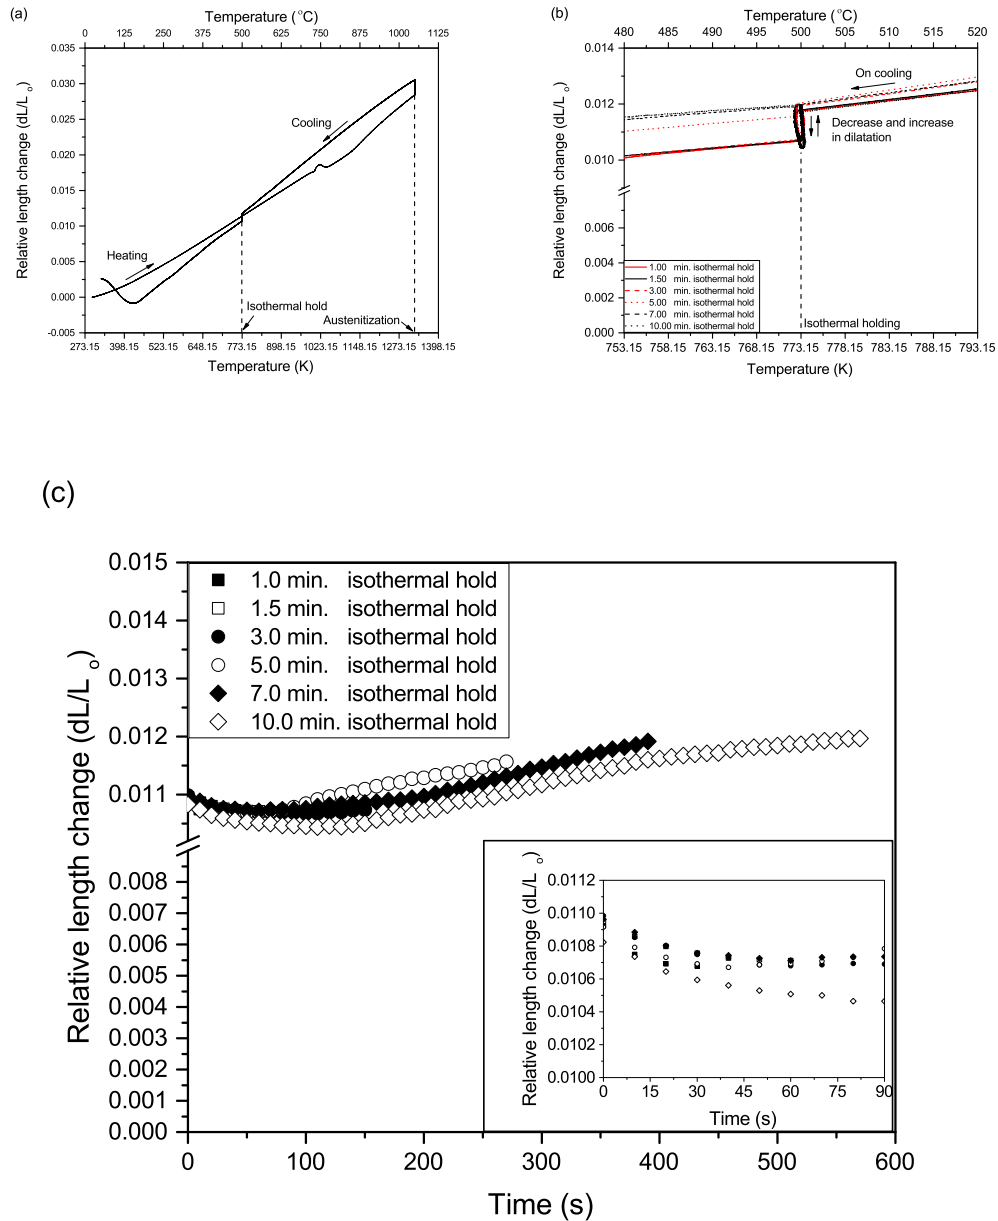 (a)
Temperature (°C)
0 125 250 375 500 625 750 875 1000 1125
0.035
0.030
0.025
0.020
0.015
0.010
0.005
0.000
-0.005
Relative length change (dL/Lo)
Cooling
Heating
Isothermal hold
Austenitization
273.15 398.15 523.15 648.15 773.15 898.15 1023.15 1148.15 1273.15 1398.15
Temperature (K)
(b)
Temperature (°C)
480 485 490 495 500 505 510 515 520
0.014
0.012
0.010
0.006
0.004
0.002
0.000
Relative length change (dL/Lo)
On cooling
Decrease and increase
in dilatation
1.00 min. isothermal hold
1.50 min. isothermal hold
3.00 min. isothermal hold
5.00 min. isothermal hold
7.00 min. isothermal hold
10.00 min. isothermal hold
Isothermal holding
753.15 758.15 763.15 768.15 773.15 778.15 783.15 788.15 793.15
Temperature (K)
(c)
0.015
0.014
0.013
0.012
0.011
0.008
0.007
0.006
0.005
0.004
0.003
0.002
0.001
0.000
Relative length change (dL/Lo)
1.0 min. isothermal hold
1.5 min. isothermal hold
3.0 min. isothermal hold
5.0 min. isothermal hold
7.0 min. isothermal hold
10.0 min. isothermal hold
0.0112
0.0110
0.0108
0.0106
0.0104
0.0102
0.0100
Relative length change (dL/Lo)
0 15 30 45 60 75 90
Time (s)
0 100 200 300 400 500 600
Time (s)